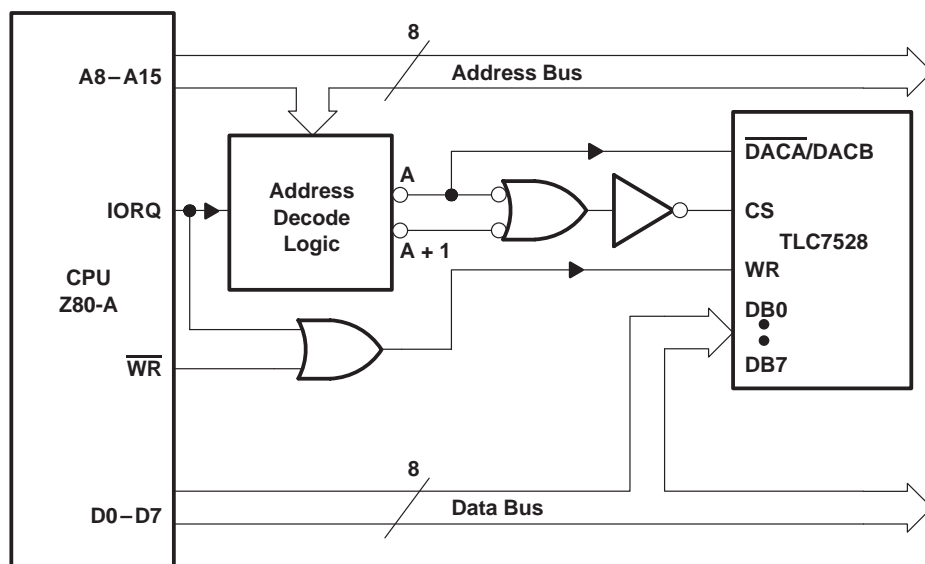 8
A8–A15
Address Bus
A
Address
Decode
Logic
A + 1
IORQ
CPU
Z80-A
WR
DACA/DACB
CS
TLC7528
WR
DB0
DB7
8
D0–D7
Data Bus